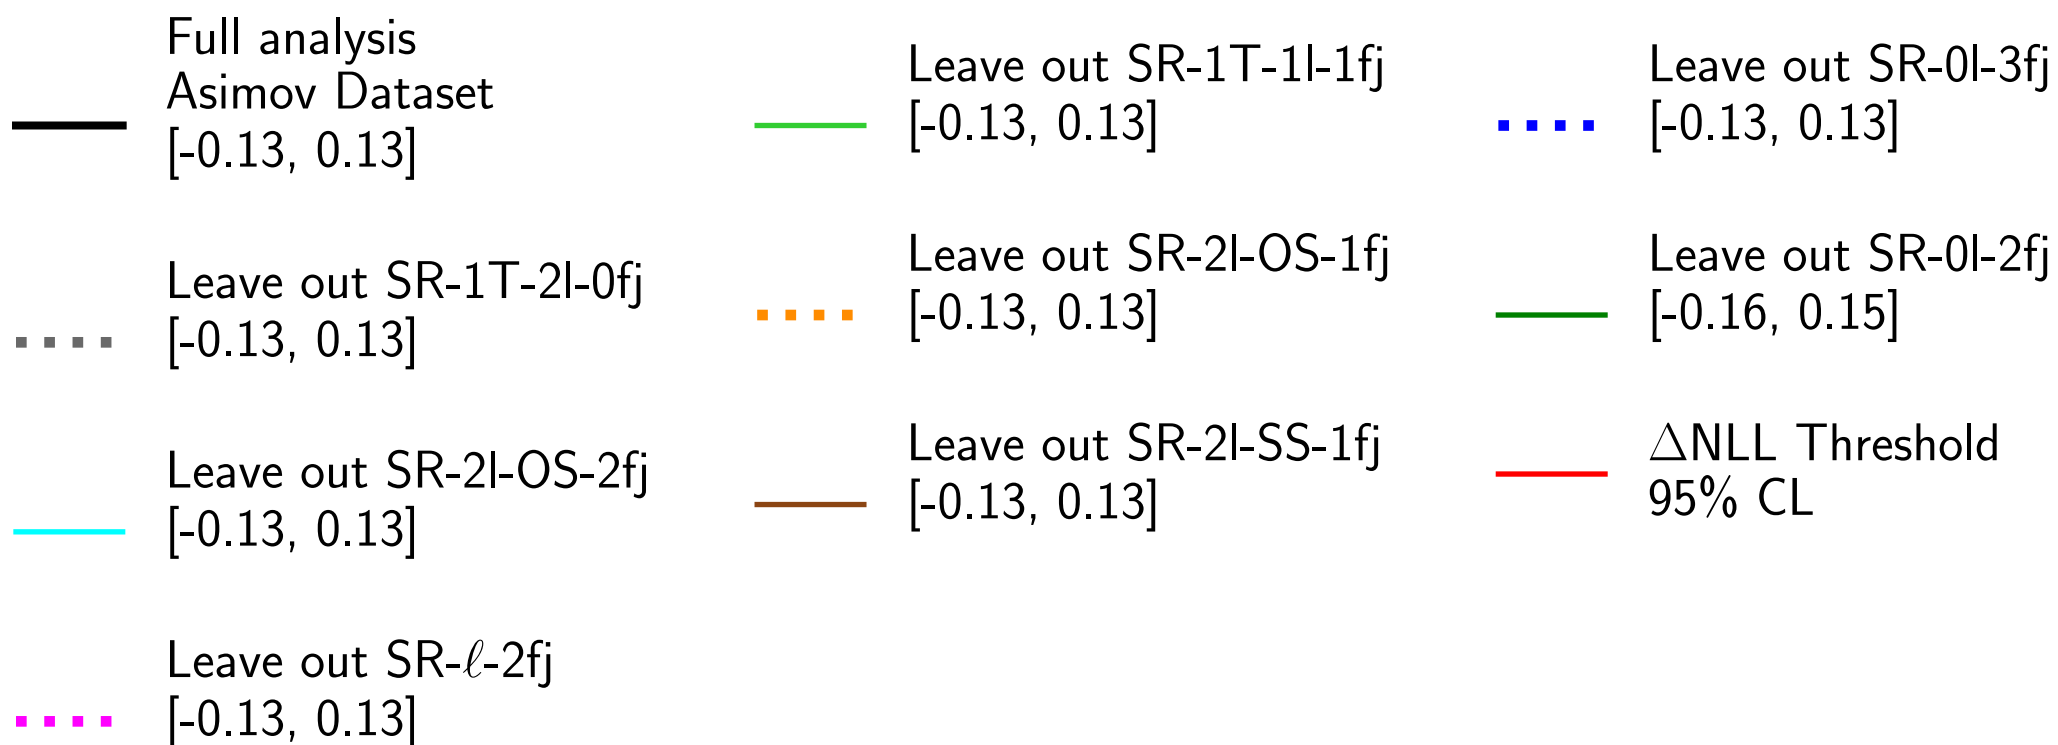 Full analysis
Asimov Dataset
[-0.13, 0.13]
Leave out SR-1T-2l-0fj
[-0.13, 0.13]
Leave out SR-2l-OS-2fj
[-0.13, 0.13]
Leave out SR-ℓ-2fj
[-0.13, 0.13]
Leave out SR-1T-1l-1fj
[-0.13, 0.13]
Leave out SR-2l-OS-1fj
[-0.13, 0.13]
Leave out SR-2l-SS-1fj
[-0.13, 0.13]
Leave out SR-0l-3fj
[-0.13, 0.13]
Leave out SR-0l-2fj
[-0.16, 0.15]
ΔNLL Threshold
95% CL